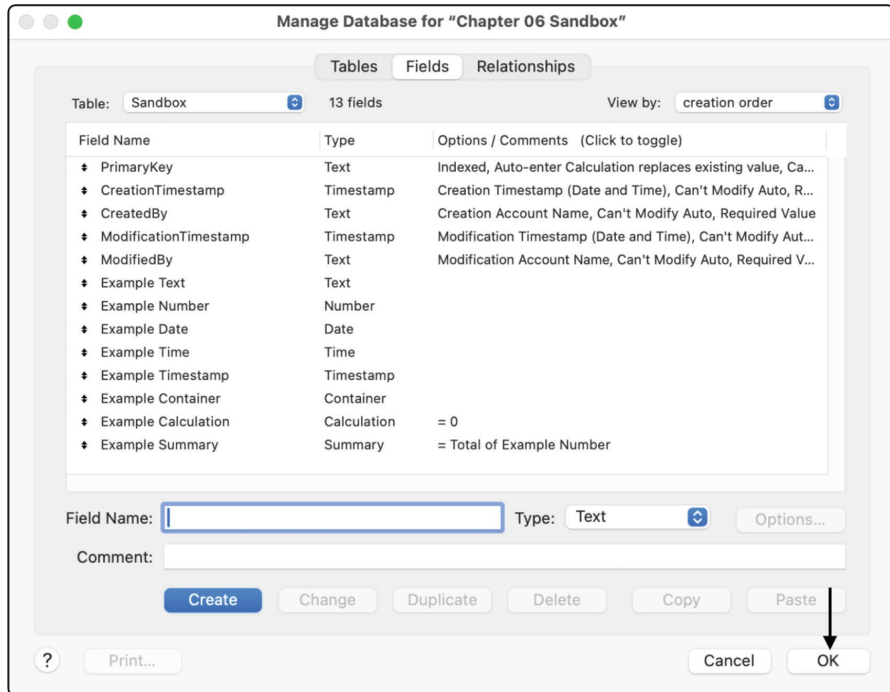 Manage Database for “Chapter 06 Sandbox”
Tables Fields Relationships
Table: Sandbox 13 fields View by: creation order
Field Name Type Options / Comments (Click to toggle)
PrimaryKey Text Indexed, Auto-enter Calculation replaces existing value, Ca...
CreationTimestamp Timestamp Creation Timestamp (Date and Time), Can't Modify Auto, R...
CreatedBy Text Creation Account Name, Can't Modify Auto, Required Value
ModificationTimestamp Timestamp Modification Timestamp (Date and Time), Can't Modify Aut...
ModifiedBy Text Modification Account Name, Can't Modify Auto, Required V...
Example Text Text
Example Number Number
Example Date Date
Example Time Time
Example Timestamp Timestamp
Example Container Container
Example Calculation Calculation = 0
Example Summary Summary = Total of Example Number
Field Name: Type: Text Options...
Comment:
Create Change Duplicate Delete Copy Paste
? Print... Cancel OK